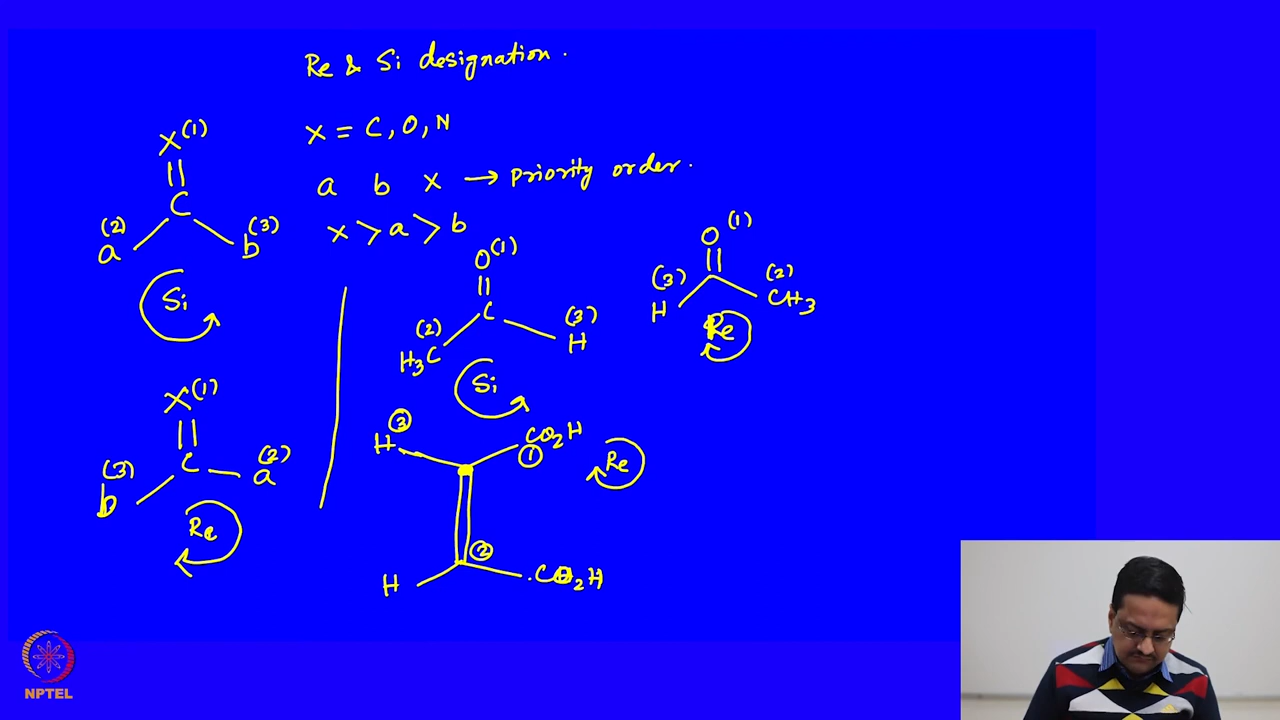 Re & Si designation.
X = C, O, N
a b x → Priority order.
x > a > b
X(1)
C
(2) (3)
a b
Si
X(1)
C
(3) (2)
b a
Re
O(1)
C
(2) (3)
H3C H
Si
O(1)
(3) (2)
H CH3
Re
③
H CO2H
①
Re
②
H .CO2H
NPTEL